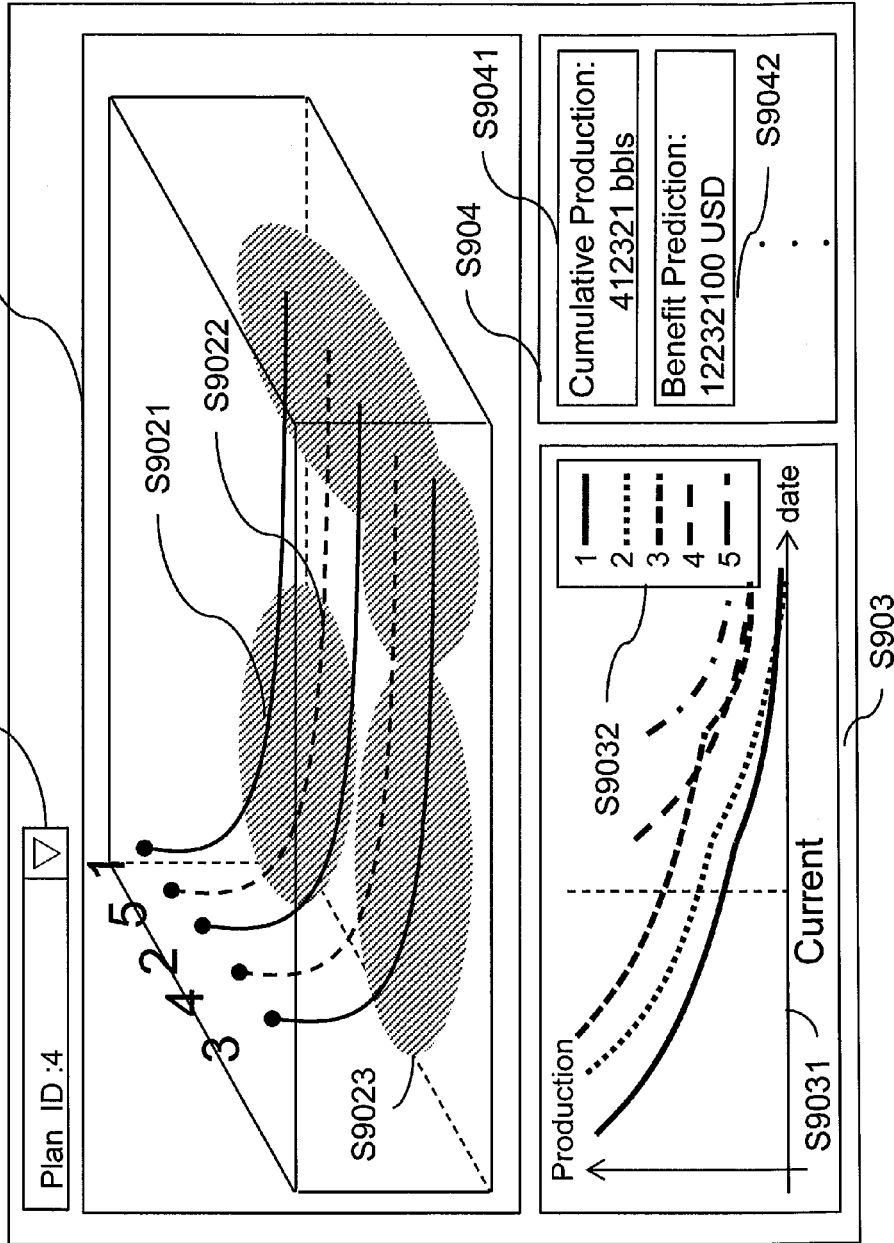 Plan ID :4
▽
1
5
2
4
3
S9021
S9022
S9023
Production
Current
date
S9031
S9032
1
2
3
4
5
S903
S904
Cumulative Production:
412321 bbls
S9041
Benefit Prediction:
12232100 USD
S9042
. . .